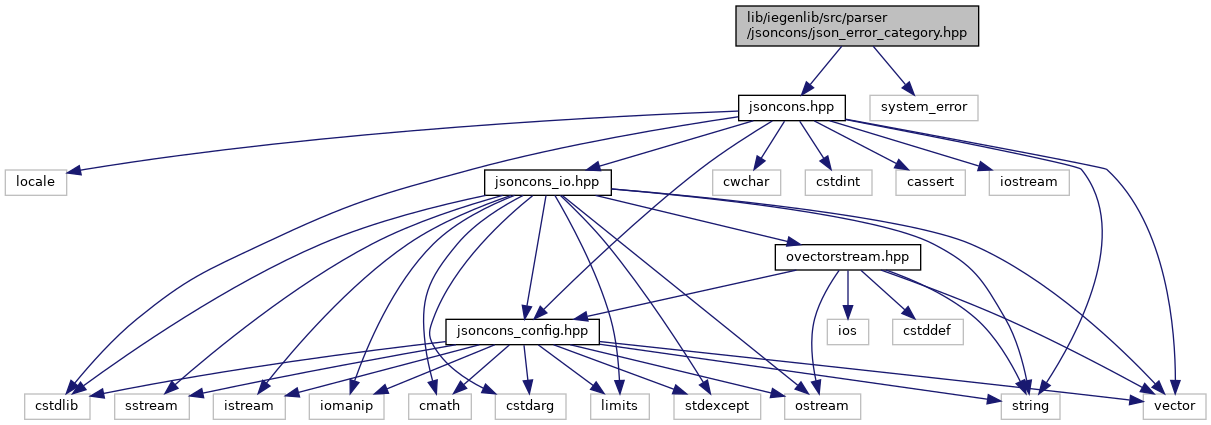 lib/iegenlib/src/parser
/jsoncons/json_error_category.hpp
jsoncons.hpp
system_error
locale
jsoncons_io.hpp
cwchar
cstdint
cassert
iostream
ovectorstream.hpp
jsoncons_config.hpp
ios
cstddef
cstdlib
sstream
istream
iomanip
cmath
cstdarg
limits
stdexcept
ostream
string
vector